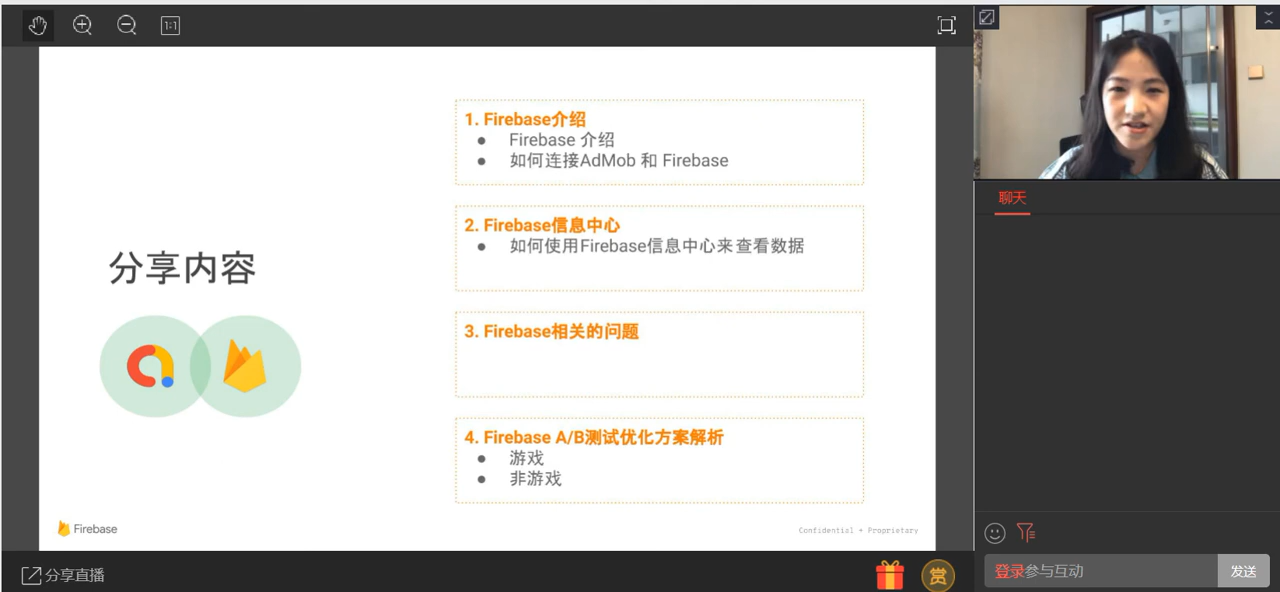 1:1
分享内容
1. Firebase介绍
● Firebase 介绍
● 如何连接AdMob 和 Firebase
2. Firebase信息中心
● 如何使用Firebase信息中心来查看数据
3. Firebase相关的问题
4. Firebase A/B测试优化方案解析
● 游戏
● 非游戏
Firebase
Confidential + Proprietary
分享直播
赏
聊天
登录参与互动
发送